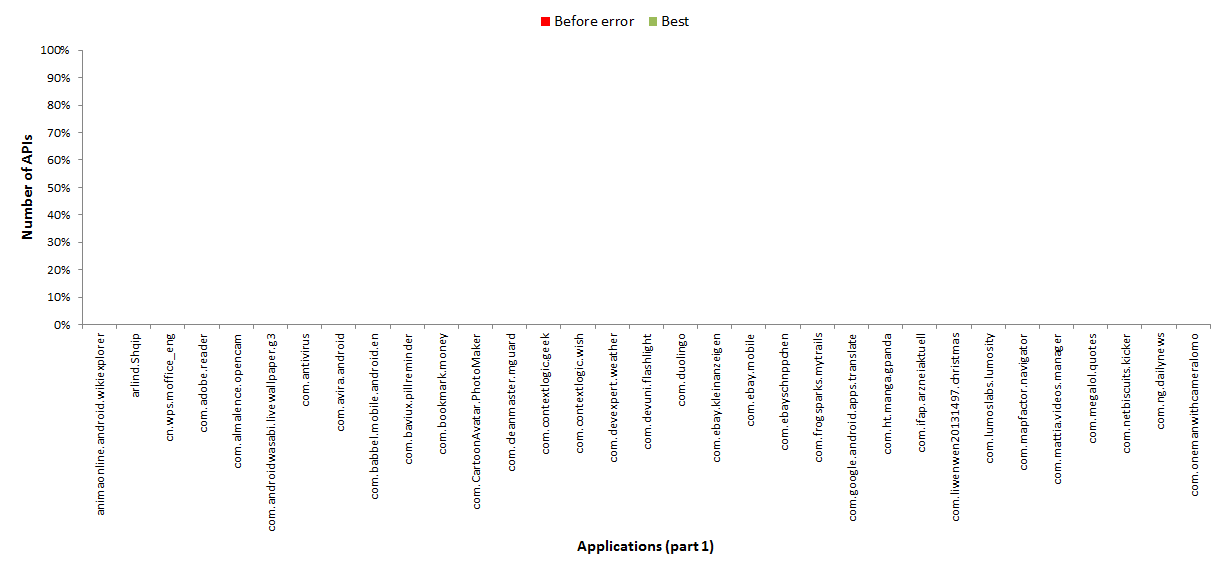 Before error
Best
100%
90%
80%
70%
60%
50%
40%
30%
20%
10%
0%
Number of APIs
animaonline.android.wikiexplorer
arlind.Shqip
cn.wps.moffice_eng
com.adobe.reader
com.almalence.opencam
com.androidwasabi.livewallpaper.g3
com.antivirus
com.avira.android
com.babbel.mobile.android.en
com.baviux.pillreminder
com.bookmark.money
com.CartoonAvatar.PhotoMaker
com.cleanmaster.mguard
com.contextlogic.geek
com.contextlogic.wish
com.devexpert.weather
com.devuni.flashlight
com.duolingo
com.ebay.kleinanzeigen
com.ebay.mobile
com.ebayschnppchen
com.frogsparks.mytrails
com.google.android.apps.translate
com.ht.manga.gpanda
com.ifap.arzneiaktuell
com.liwenwen20131497.christmas
com.lumoslabs.lumosity
com.mapfactor.navigator
com.mattia.videos.manager
com.megalol.quotes
com.netbiscuits.kicker
com.ng.dailynews
com.onemanwithcameralomo
Applications (part 1)